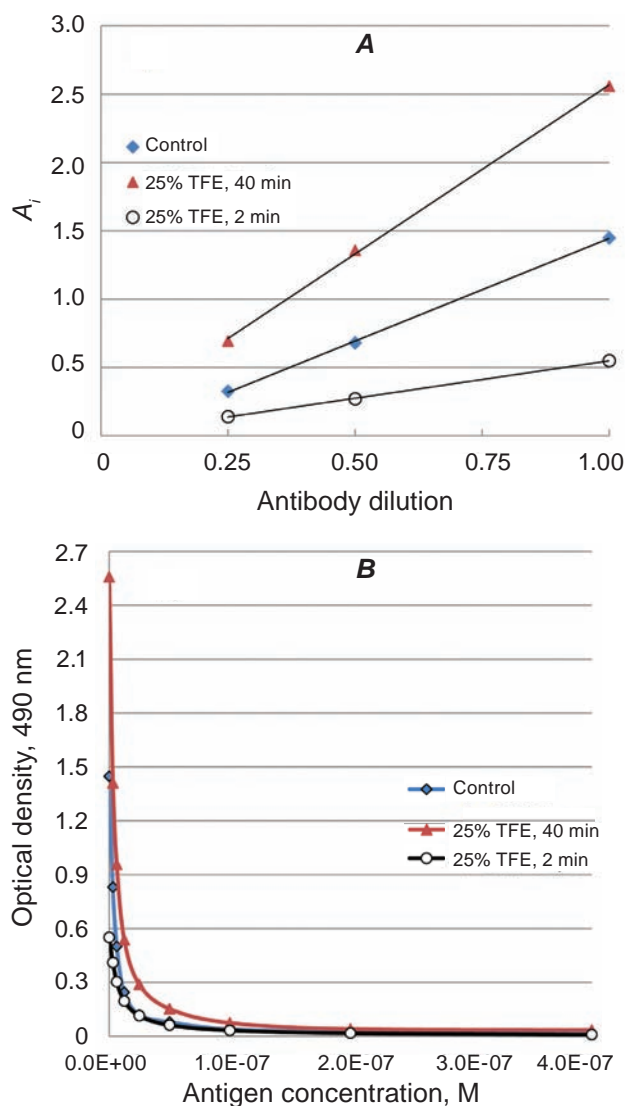 A
3.0
2.5
2.0
1.5
1.0
0.5
0
A_i
Control
25% TFE, 40 min
25% TFE, 2 min
0 0.25 0.50 0.75 1.00
Antibody dilution
B
2.7
2.4
2.1
1.8
1.5
1.2
0.9
0.6
0.3
0
Optical density, 490 nm
Control
25% TFE, 40 min
25% TFE, 2 min
0.0E+00 1.0E-07 2.0E-07 3.0E-07 4.0E-07
Antigen concentration, M